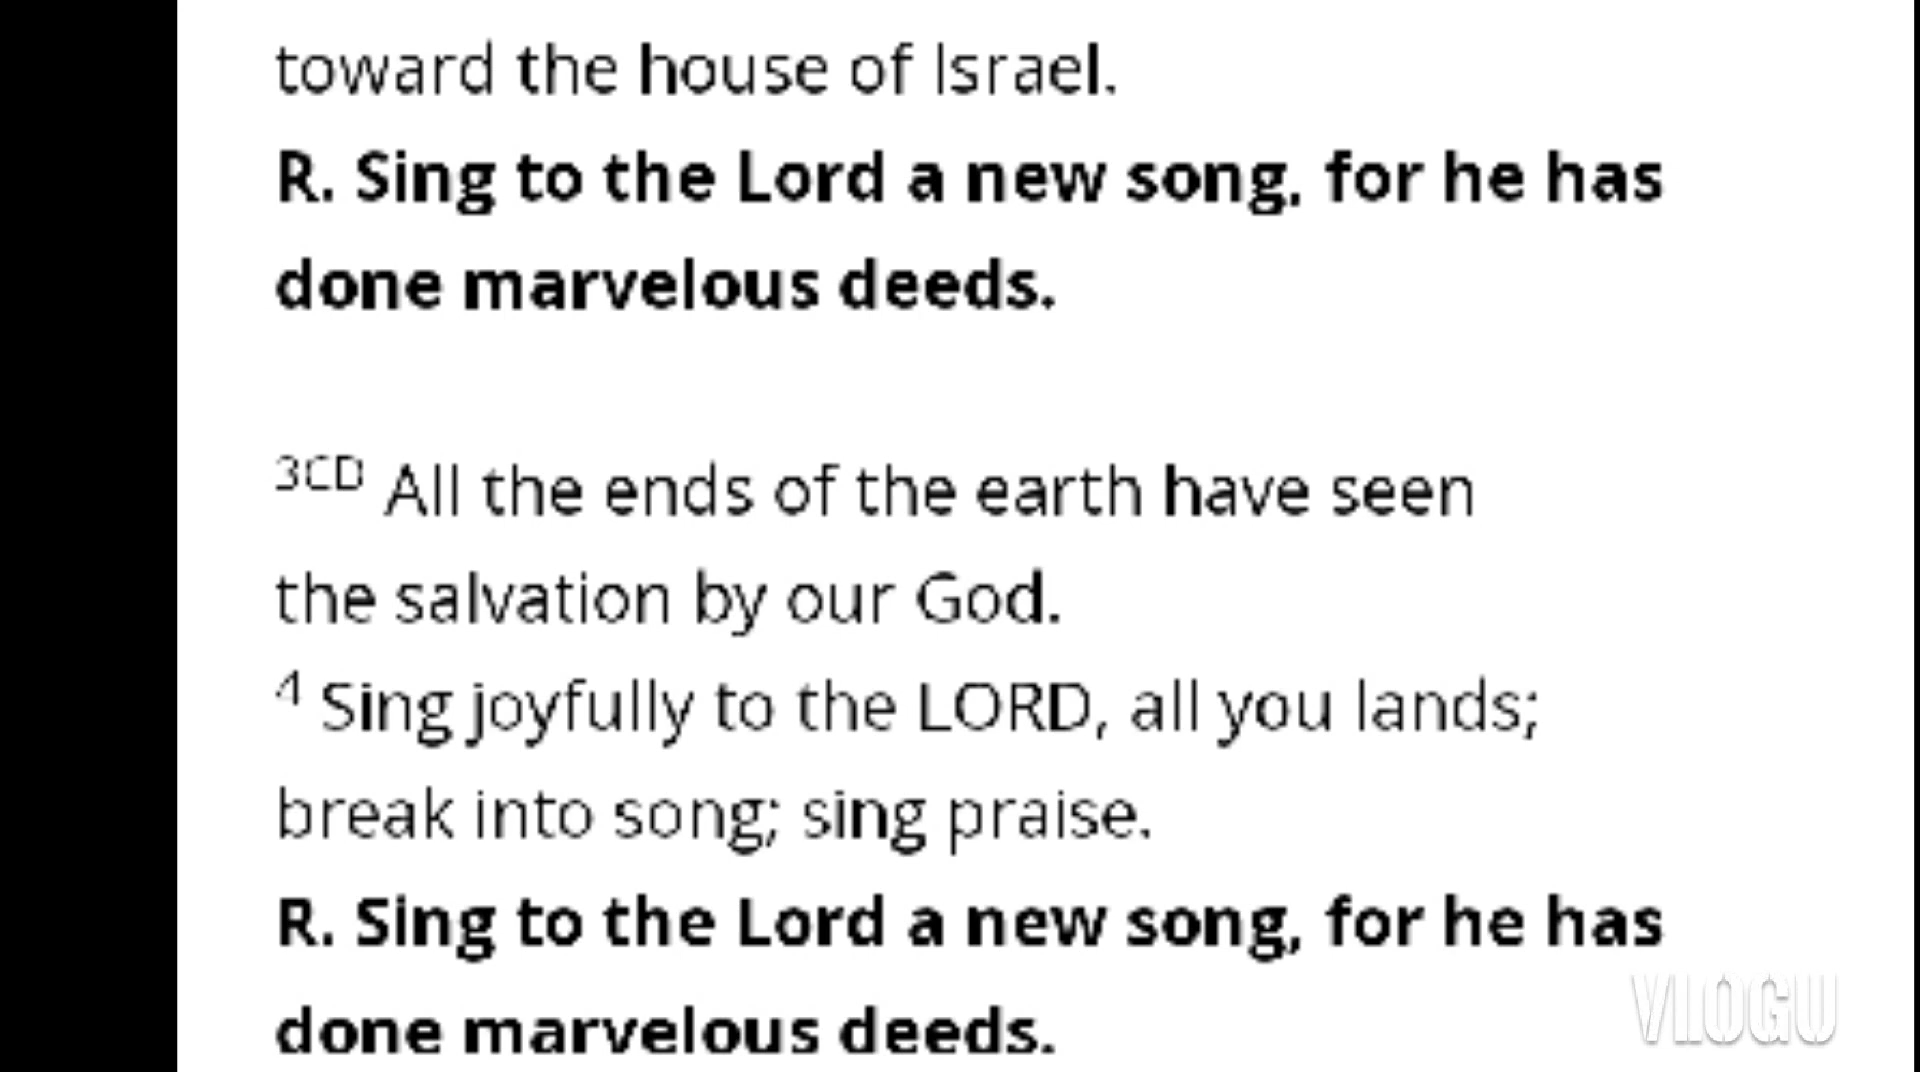 toward the house of Israel.
R. Sing to the Lord a new song, for he has
done marvelous deeds.
3CD All the ends of the earth have seen
the salvation by our God.
4 Sing joyfully to the LORD, all you lands;
break into song; sing praise.
R. Sing to the Lord a new song, for he has
done marvelous deeds.
VLOGU